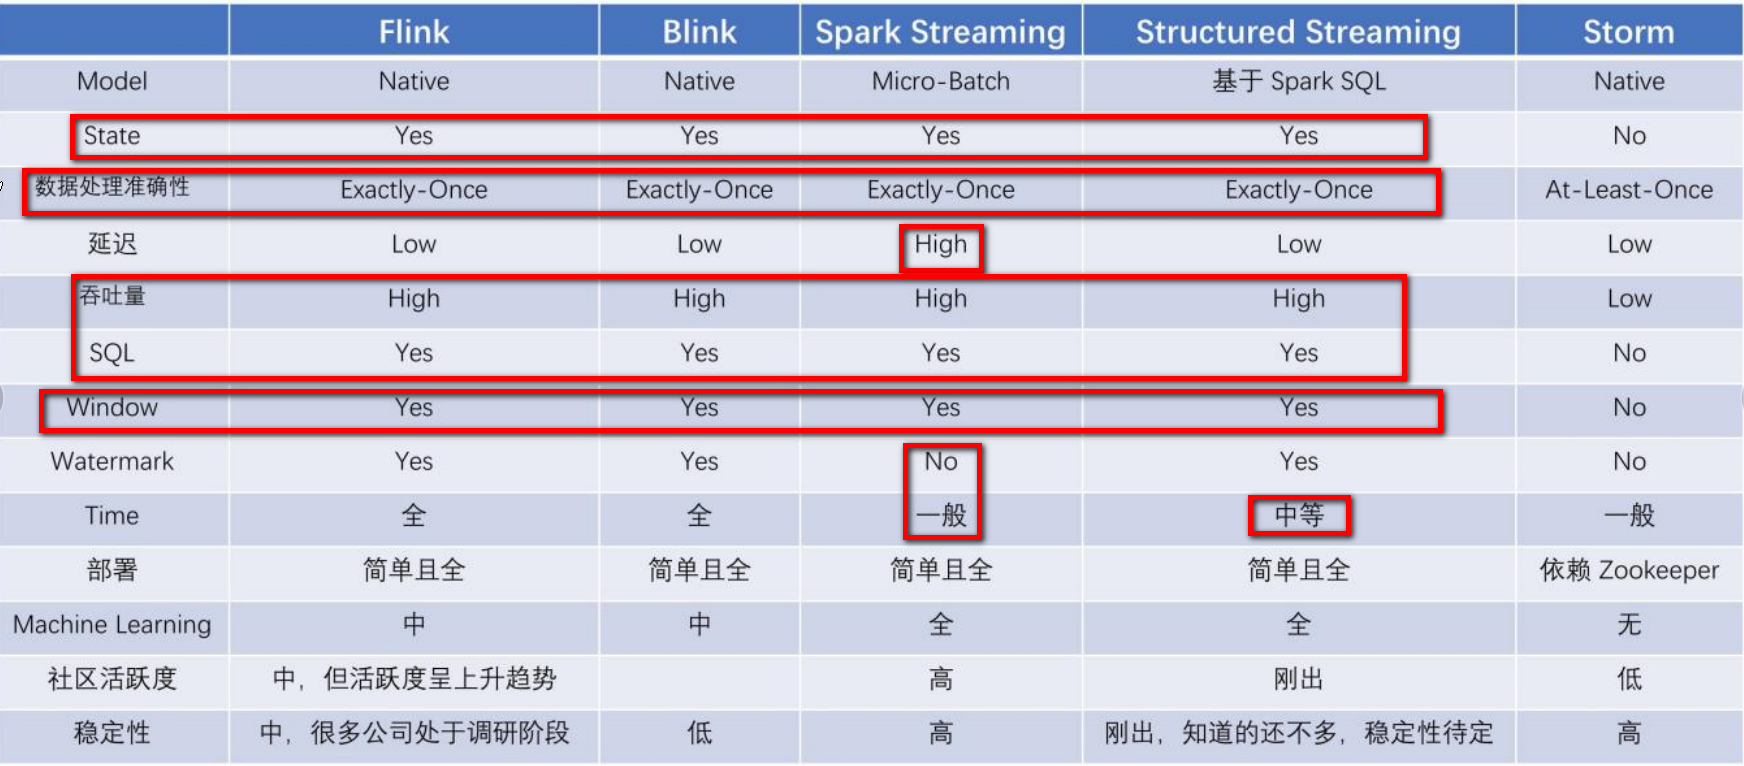 Flink Blink Spark Streaming Structured Streaming Storm
Model Native Native Micro-Batch 基于 Spark SQL Native
State Yes Yes Yes Yes No
数据处理准确性 Exactly-Once Exactly-Once Exactly-Once Exactly-Once At-Least-Once
延迟 Low Low High Low Low
吞吐量 High High High High Low
SQL Yes Yes Yes Yes No
Window Yes Yes Yes Yes No
Watermark Yes Yes No Yes No
Time 全 全 一般 中等 一般
部署 简单且全 简单且全 简单且全 简单且全 依赖 Zookeeper
Machine Learning 中 中 全 全 无
社区活跃度 中，但活跃度呈上升趋势 高 刚出 低
稳定性 中，很多公司处于调研阶段 低 高 刚出，知道的还不多，稳定性待定 高